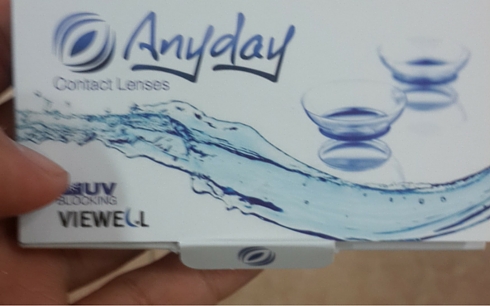 Anyday
Contact Lenses
UV
BLOCKING
VIEWELL